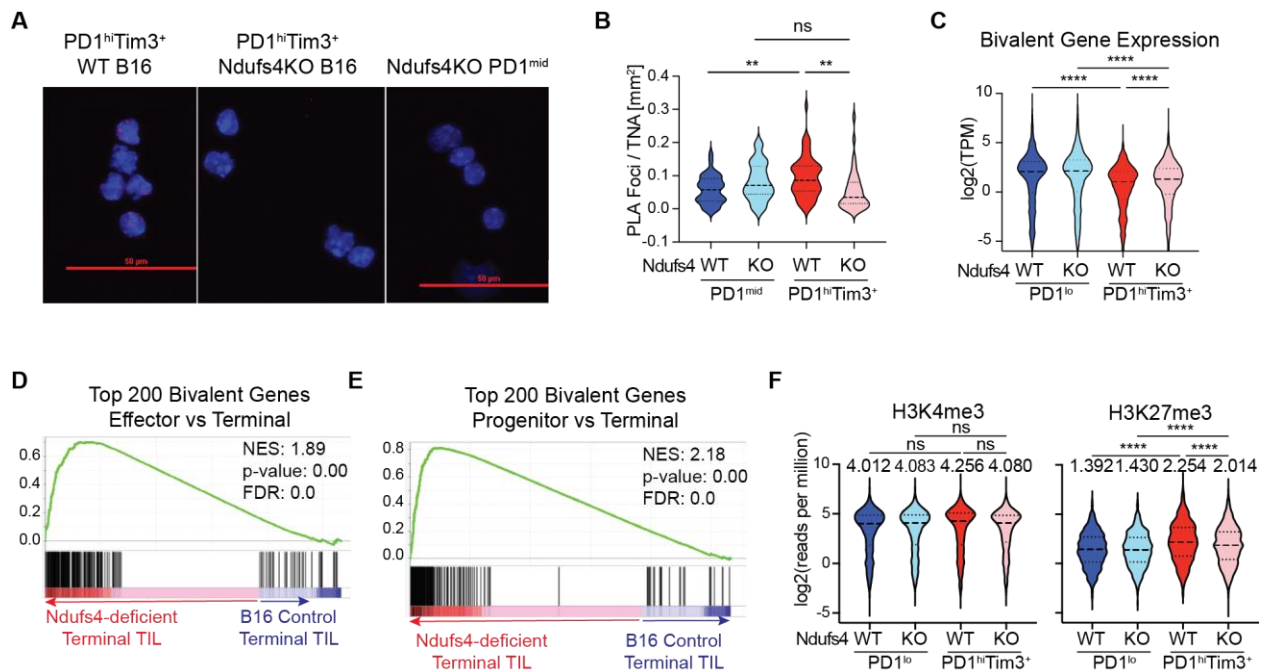 A
PD1ʰⁱTim3⁺
WT B16
PD1ʰⁱTim3⁺
Ndufs4KO B16
Ndufs4KO PD1ᵐⁱᵈ
50 µm
50 µm
B
ns
**
**
PLA Foci / TNA [mm²]
0.4
0.3
0.2
0.1
0.0
-0.1
Ndufs4 WT KO WT KO
PD1ᵐⁱᵈ PD1ʰⁱTim3⁺
C
Bivalent Gene Expression
****
**** ****
log2(TPM)
10
5
0
-5
Ndufs4 WT KO WT KO
PD1ˡᵒ PD1ʰⁱTim3⁺
D
Top 200 Bivalent Genes
Effector vs Terminal
NES: 1.89
p-value: 0.00
FDR: 0.0
0.6
0.4
0.2
0.0
Ndufs4-deficient
Terminal TIL
B16 Control
Terminal TIL
E
Top 200 Bivalent Genes
Progenitor vs Terminal
NES: 2.18
p-value: 0.00
FDR: 0.0
0.8
0.6
0.4
0.2
0.0
Ndufs4-deficient
Terminal TIL
B16 Control
Terminal TIL
F
H3K4me3
ns
ns ns
4.012 4.083 4.256 4.080
log2(reads per million)
10
5
0
-5
Ndufs4 WT KO WT KO
PD1ˡᵒ PD1ʰⁱTim3⁺
H3K27me3
****
**** ****
1.392 1.430 2.254 2.014
10
5
0
-5
WT KO WT KO
PD1ˡᵒ PD1ʰⁱTim3⁺